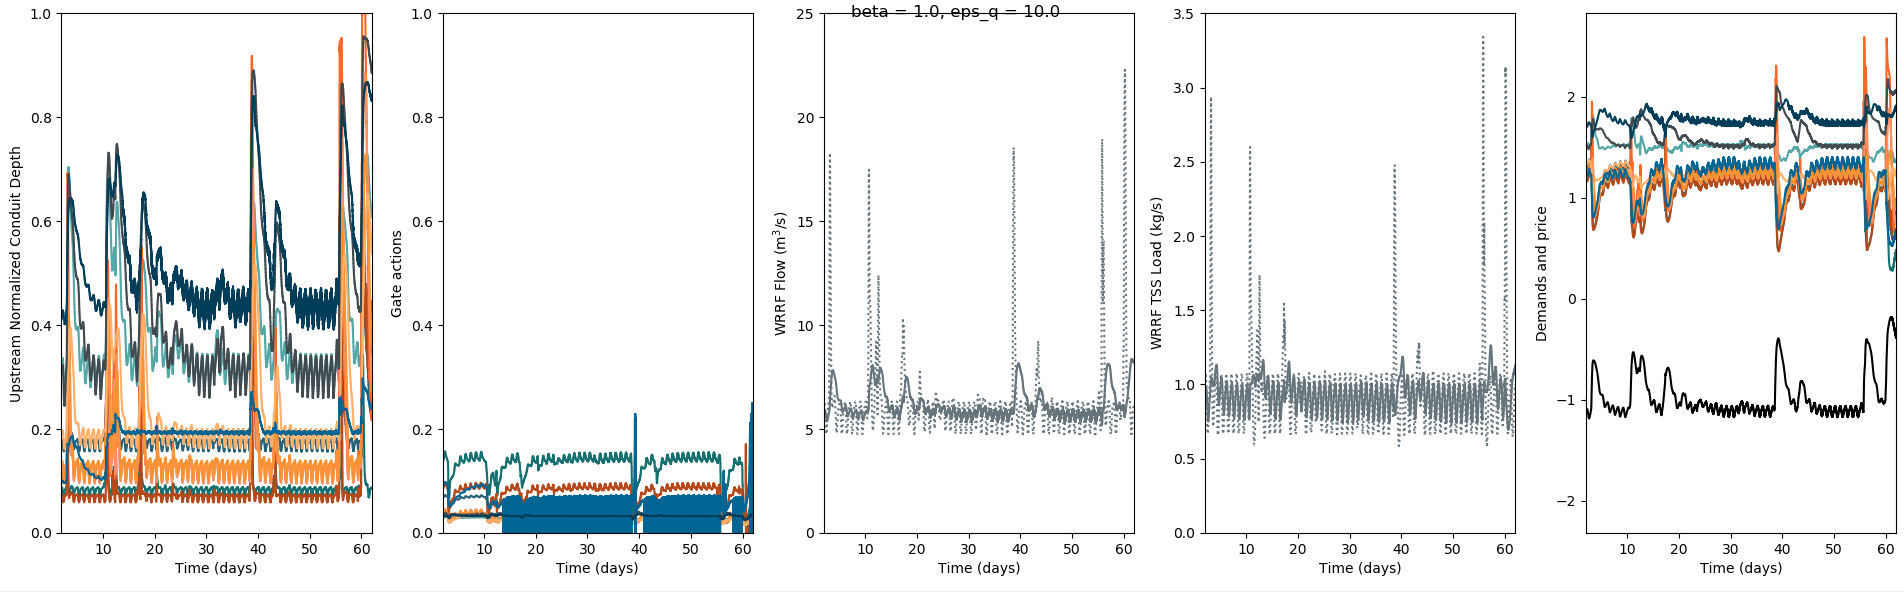 beta = 1.0, eps_q = 10.0
Upstream Normalized Conduit Depth
1.0
0.8
0.6
0.4
0.2
0.0
10 20 30 40 50 60
Time (days)
Gate actions
1.0
0.8
0.6
0.4
0.2
0.0
10 20 30 40 50 60
Time (days)
WRRF Flow (m³/s)
25
20
15
10
5
0
10 20 30 40 50 60
Time (days)
WRRF TSS Load (kg/s)
3.5
3.0
2.5
2.0
1.5
1.0
0.5
0.0
10 20 30 40 50 60
Time (days)
Demands and price
2
1
0
−1
−2
10 20 30 40 50 60
Time (days)